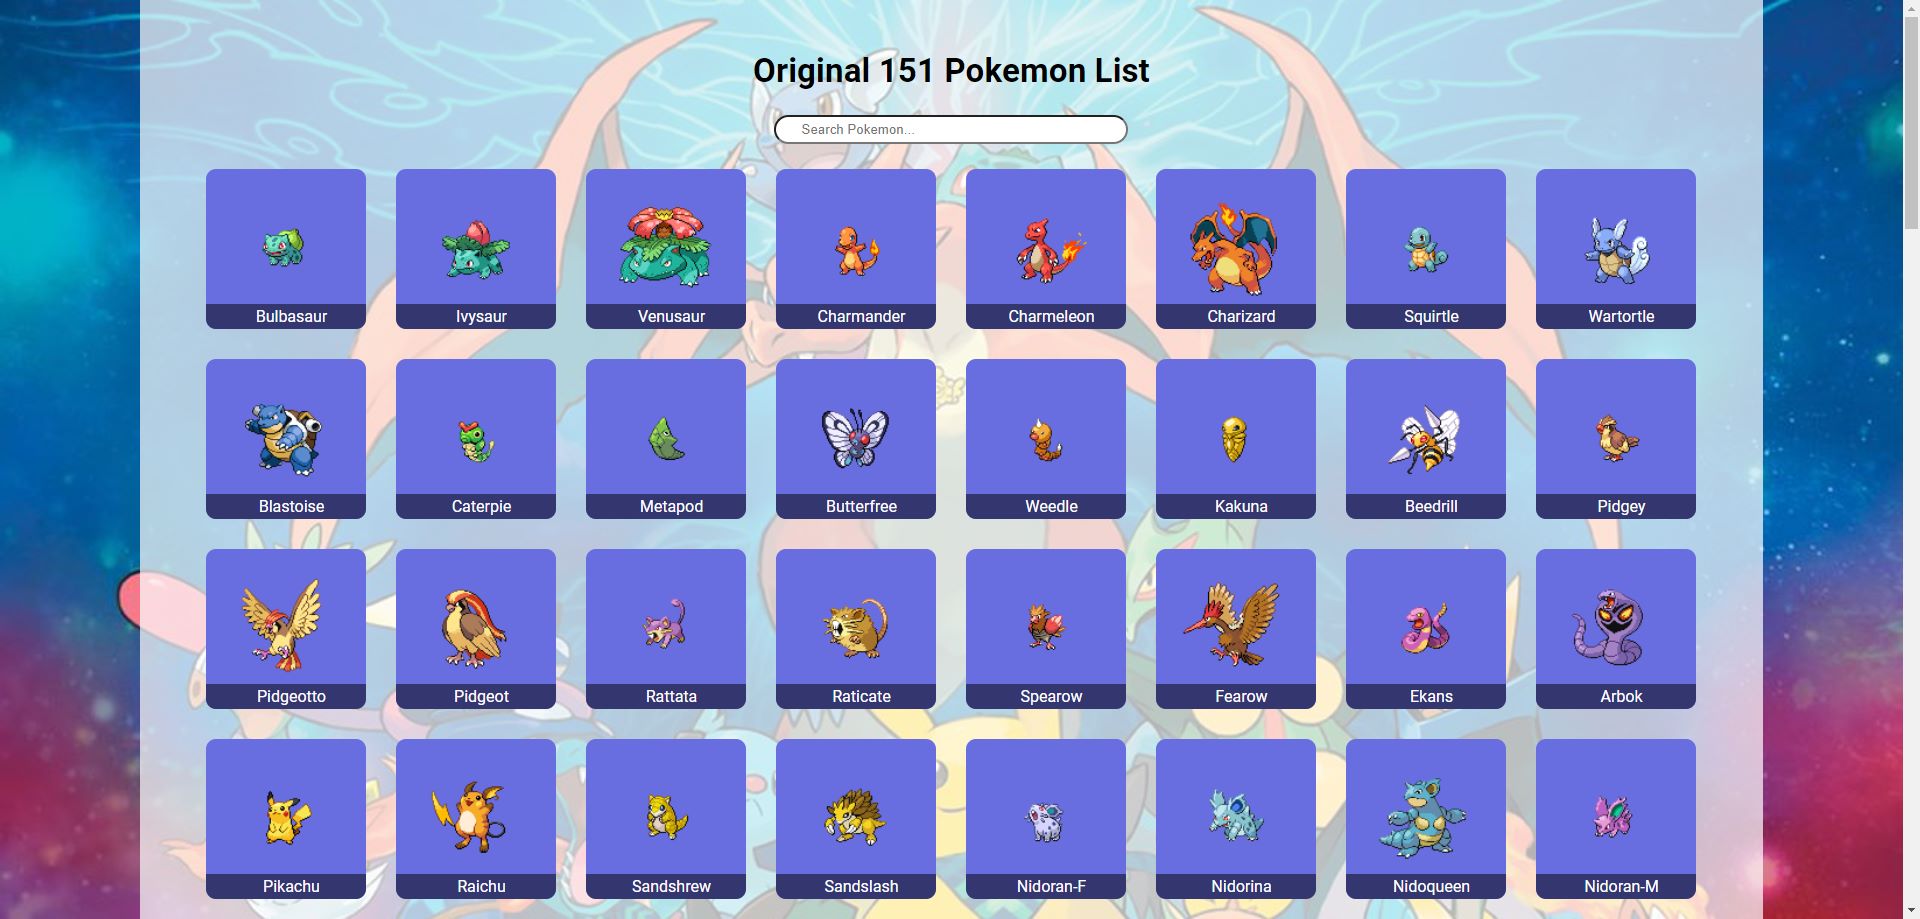 Original 151 Pokemon List
Search Pokemon...
Bulbasaur
Ivysaur
Venusaur
Charmander
Charmeleon
Charizard
Squirtle
Wartortle
Blastoise
Caterpie
Metapod
Butterfree
Weedle
Kakuna
Beedrill
Pidgey
Pidgeotto
Pidgeot
Rattata
Raticate
Spearow
Fearow
Ekans
Arbok
Pikachu
Raichu
Sandshrew
Sandslash
Nidoran-F
Nidorina
Nidoqueen
Nidoran-M